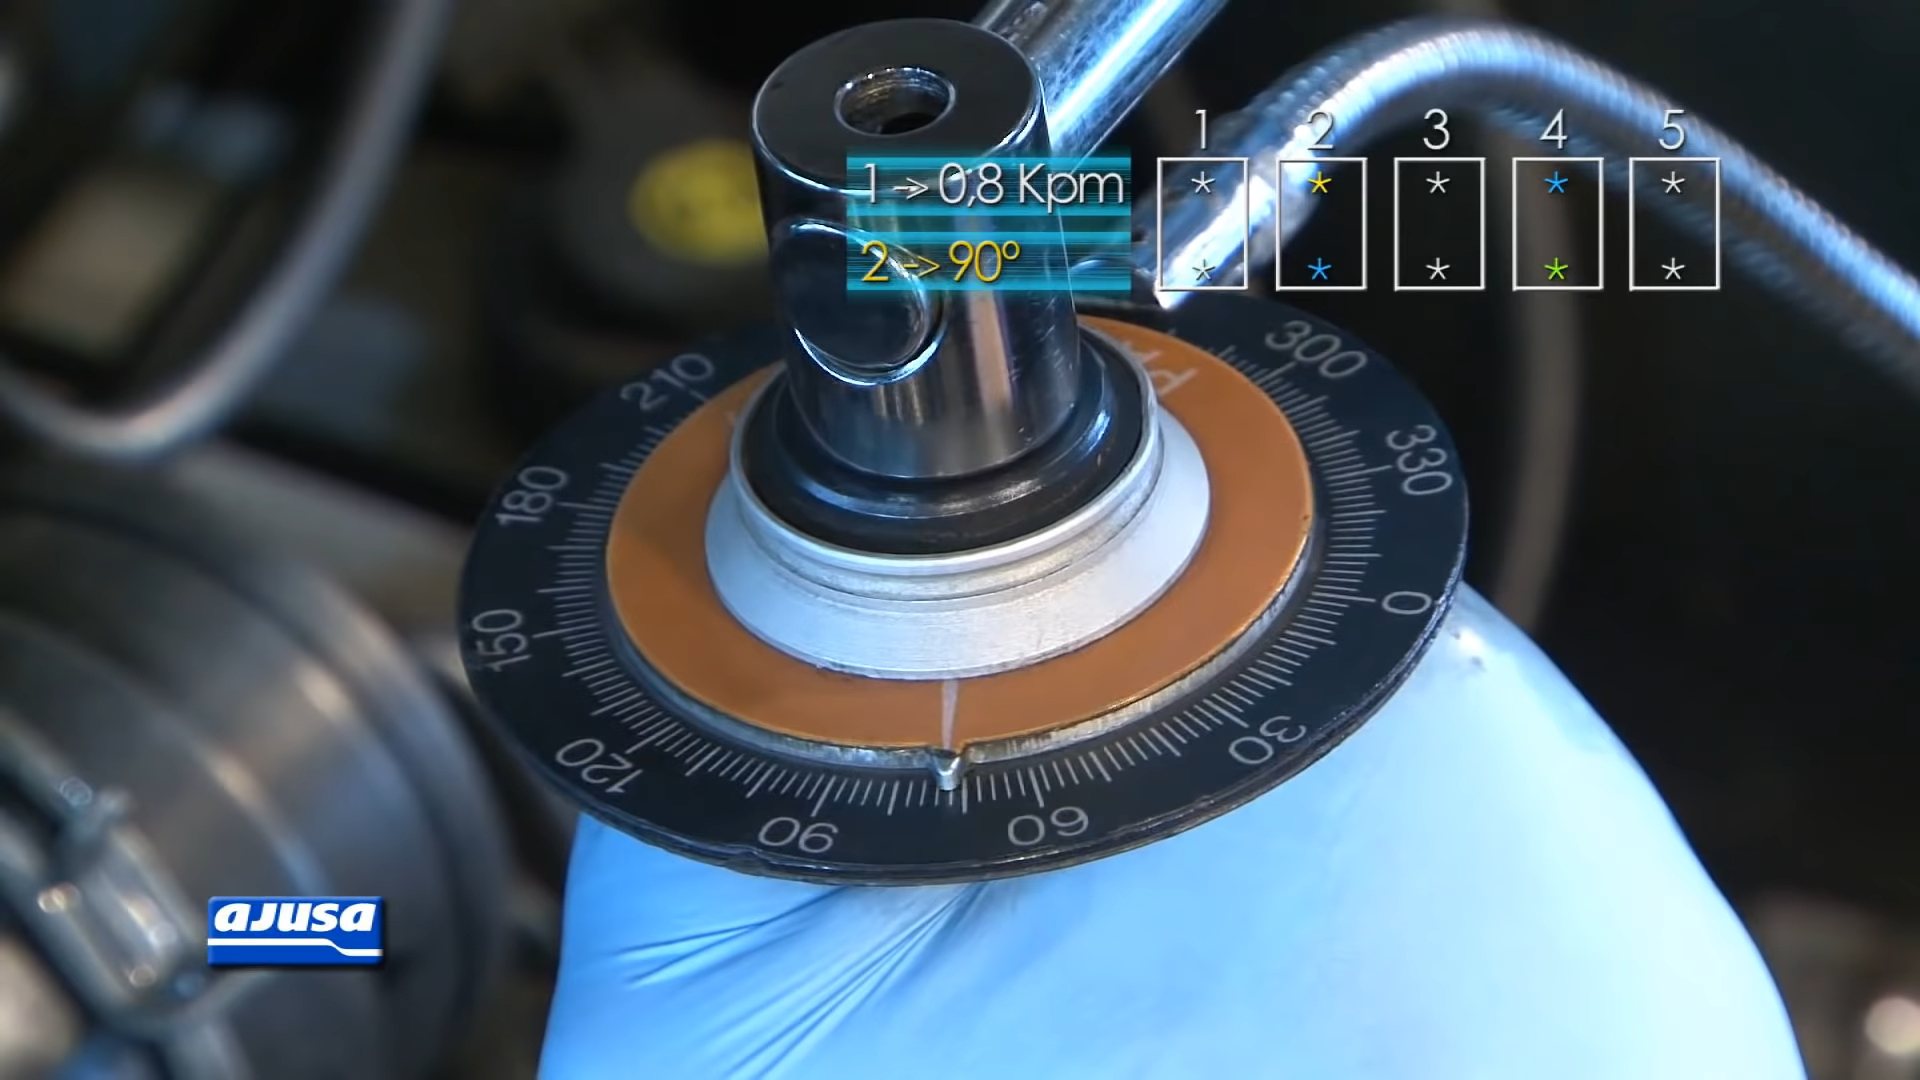 1 2 3 4 5
1 -> 0,8 Kpm * * * * *
2 -> 90º * * * * *
210
300
180
330
150
0
120
30
90
60
ajusa